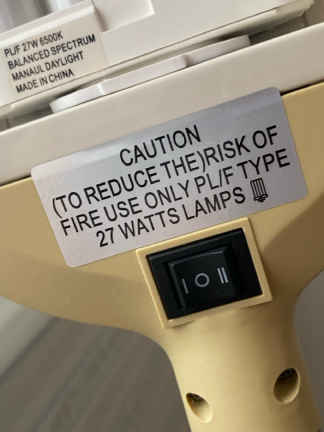 PL/F 27W 6500K
BALANCED SPECTRUM
MANAUL DAYLIGHT
MADE IN CHINA
CAUTION
(TO REDUCE THE)RISK OF
FIRE USE ONLY PL/F TYPE
27 WATTS LAMPS
I O II